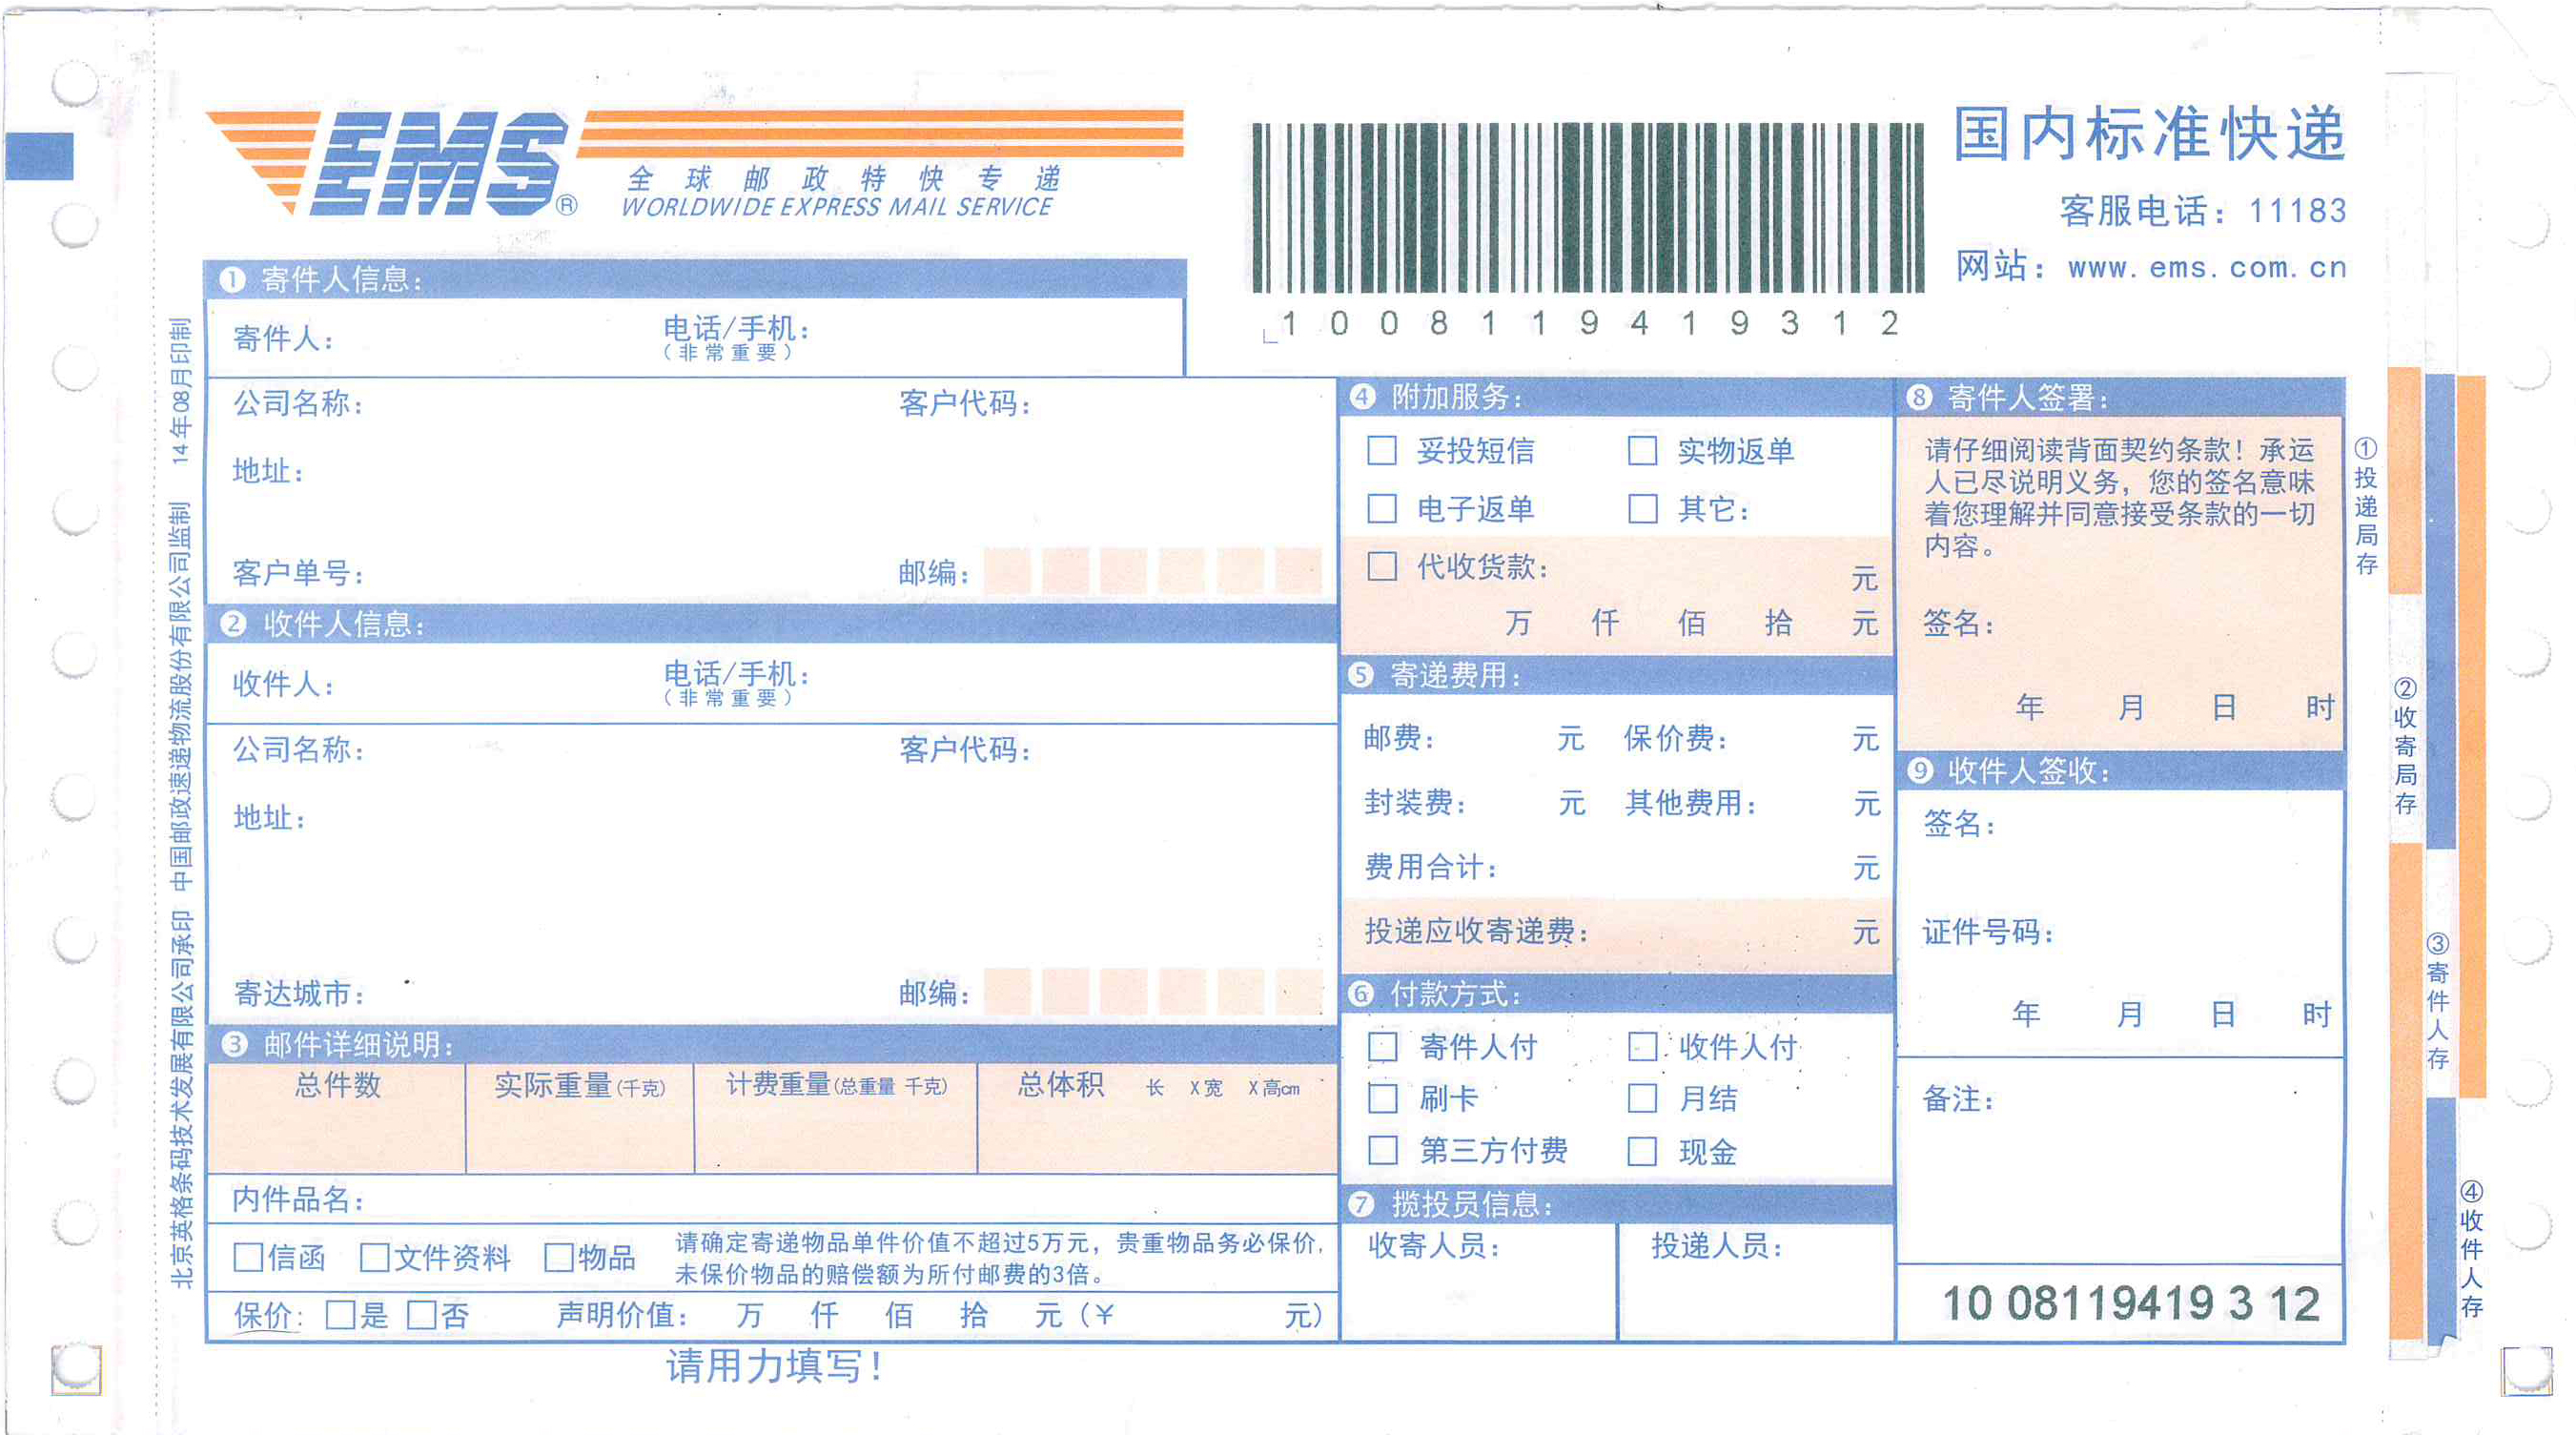 EMS®
全球邮政特快专递
WORLDWIDE EXPRESS MAIL SERVICE
1008119419312
国内标准快递
客服电话：11183
网站：www.ems.com.cn
❶ 寄件人信息：
寄件人： 电话/手机：
（非常重要）
公司名称： 客户代码：
地址：
客户单号： 邮编：
❷ 收件人信息：
收件人： 电话/手机：
（非常重要）
公司名称： 客户代码：
地址：
寄达城市： 邮编：
❸ 邮件详细说明：
总件数 实际重量(千克) 计费重量(总重量 千克) 总体积 长 X宽 X高cm
内件品名：
□信函 □文件资料 □物品
请确定寄递物品单件价值不超过5万元，贵重物品务必保价，
未保价物品的赔偿额为所付邮费的3倍。
保价：□是 □否 声明价值： 万 仟 佰 拾 元（¥ 元）
请用力填写！
❹ 附加服务：
□ 妥投短信 □ 实物返单
□ 电子返单 □ 其它：
□ 代收货款： 元
万 仟 佰 拾 元
❺ 寄递费用：
邮费： 元 保价费： 元
封装费： 元 其他费用： 元
费用合计： 元
投递应收寄递费： 元
❻ 付款方式：
□ 寄件人付 □ 收件人付
□ 刷卡 □ 月结
□ 第三方付费 □ 现金
❼ 揽投员信息：
收寄人员： 投递人员：
❽ 寄件人签署：
请仔细阅读背面契约条款！承运
人已尽说明义务，您的签名意味
着您理解并同意接受条款的一切
内容。
签名：
年 月 日 时
❾ 收件人签收：
签名：
证件号码：
年 月 日 时
备注：
10 08119419 3 12
①投递局存
②收寄局存
③寄件人存
④收件人存
北京英格条码技术发展有限公司承印 中国邮政速递物流股份有限公司监制 14年08月印制